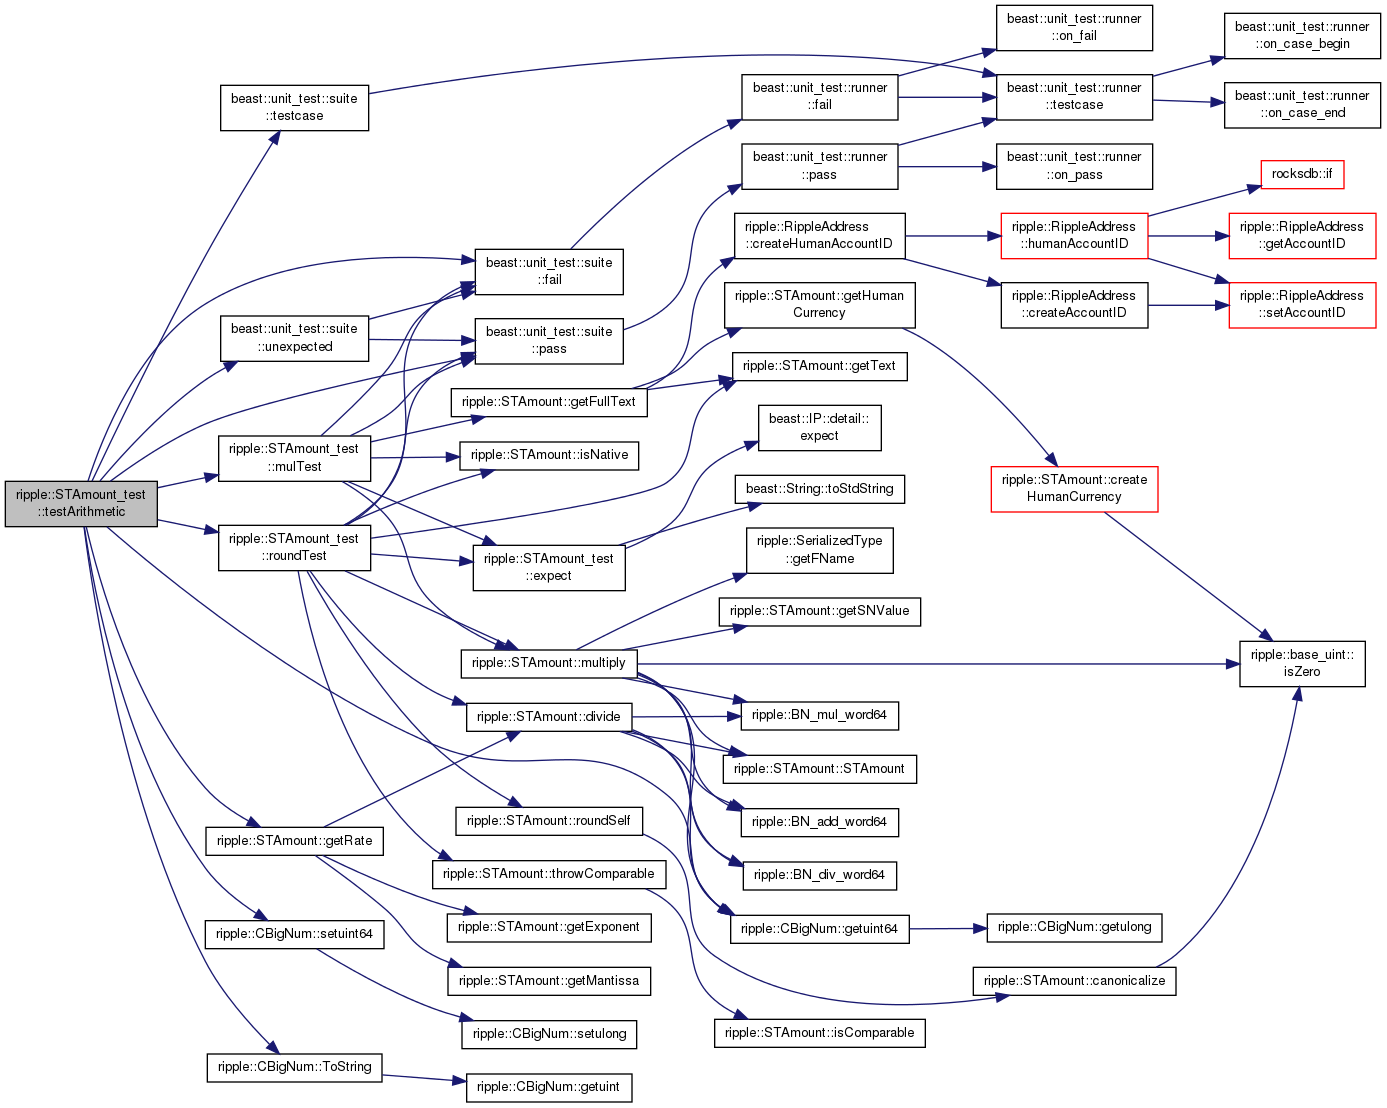 ripple::STAmount_test
::testArithmetic
beast::unit_test::suite
::testcase
beast::unit_test::suite
::unexpected
ripple::STAmount_test
::mulTest
ripple::STAmount_test
::roundTest
ripple::STAmount::getRate
ripple::CBigNum::setuint64
ripple::CBigNum::ToString
beast::unit_test::suite
::fail
beast::unit_test::suite
::pass
ripple::STAmount::getFullText
ripple::STAmount::isNative
ripple::STAmount_test
::expect
ripple::STAmount::multiply
ripple::STAmount::divide
ripple::STAmount::roundSelf
ripple::STAmount::throwComparable
ripple::STAmount::getExponent
ripple::STAmount::getMantissa
ripple::CBigNum::setulong
ripple::CBigNum::getuint
beast::unit_test::runner
::fail
beast::unit_test::runner
::pass
ripple::RippleAddress
::createHumanAccountID
ripple::STAmount::getHuman
Currency
ripple::STAmount::getText
beast::IP::detail::
expect
beast::String::toStdString
ripple::SerializedType
::getFName
ripple::STAmount::getSNValue
ripple::BN_mul_word64
ripple::STAmount::STAmount
ripple::BN_add_word64
ripple::BN_div_word64
ripple::CBigNum::getuint64
ripple::STAmount::isComparable
beast::unit_test::runner
::on_fail
beast::unit_test::runner
::testcase
beast::unit_test::runner
::on_pass
ripple::RippleAddress
::humanAccountID
ripple::RippleAddress
::createAccountID
ripple::STAmount::create
HumanCurrency
ripple::CBigNum::getulong
ripple::STAmount::canonicalize
beast::unit_test::runner
::on_case_begin
beast::unit_test::runner
::on_case_end
rocksdb::if
ripple::RippleAddress
::getAccountID
ripple::RippleAddress
::setAccountID
ripple::base_uint::
isZero